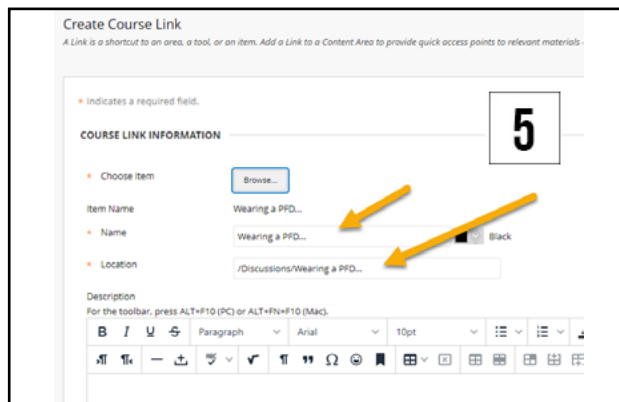 Create Course Link
A Link is a shortcut to an area, a tool, or an item. Add a Link to a Content Area to provide quick access points to relevant materials
* Indicates a required field.
5
COURSE LINK INFORMATION
* Choose Item
Browse...
Item Name Wearing a PFD...
* Name Wearing a PFD... Black
* Location /Discussions/Wearing a PFD...
Description
For the toolbar, press ALT+F10 (PC) or ALT+FN+F10 (Mac).
B I U S Paragraph Arial 10pt